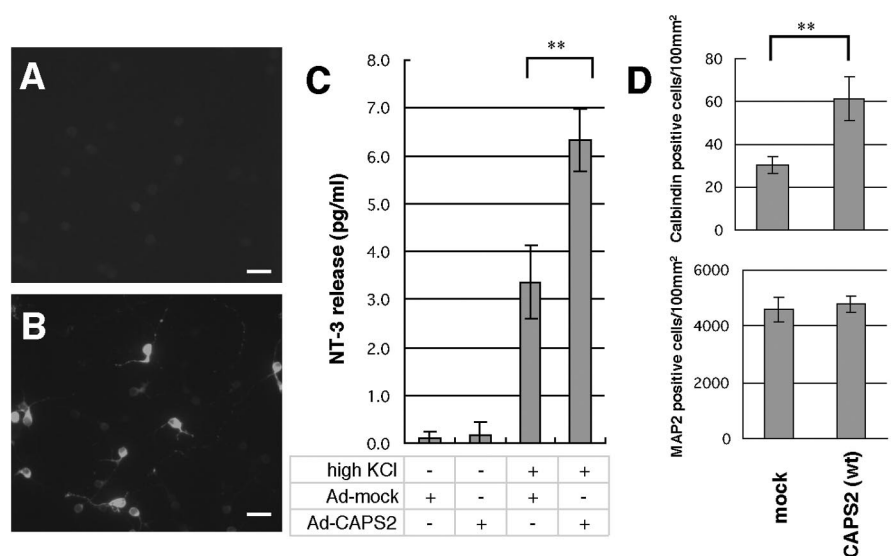 A
B
C
**
8.0
7.0
6.0
5.0
4.0
3.0
2.0
1.0
0.0
NT-3 release (pg/ml)
high KCl - - + +
Ad-mock + - + -
Ad-CAPS2 - + - +
D
**
Calbindin positive cells/100mm²
80
60
40
20
0
MAP2 positive cells/100mm²
6000
4000
2000
0
mock
CAPS2 (wt)